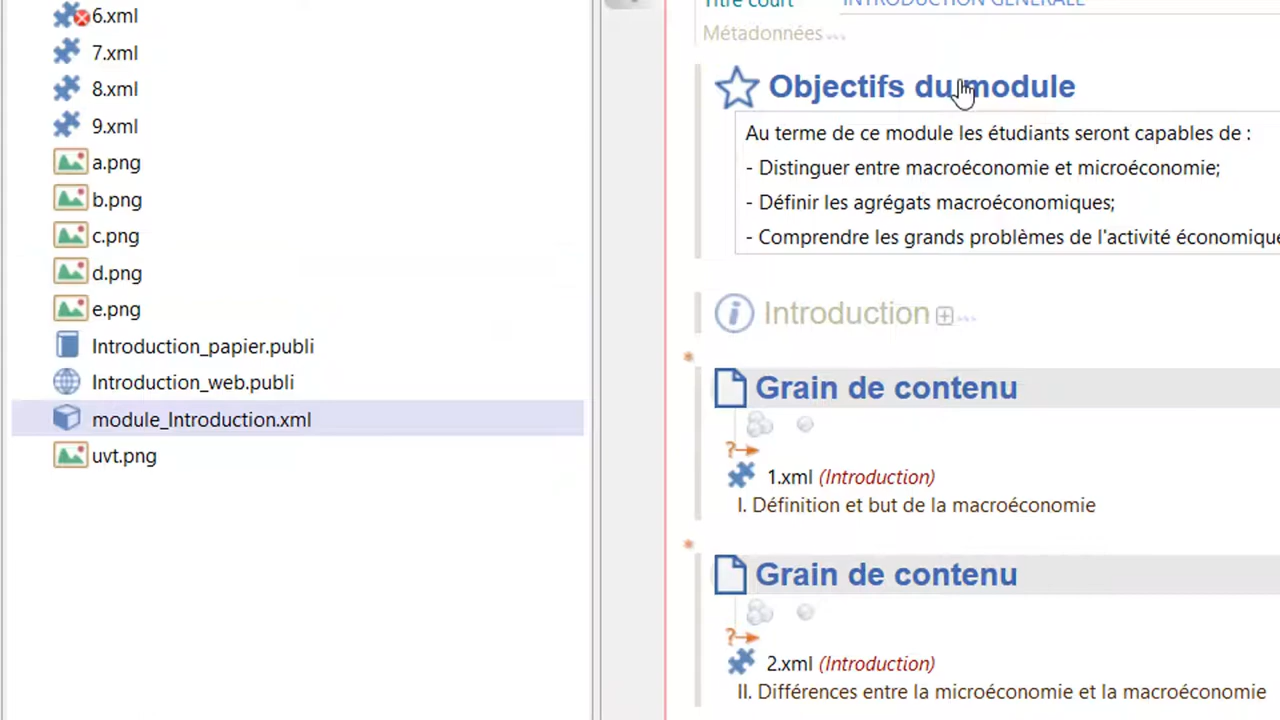 6.xml
7.xml
8.xml
9.xml
a.png
b.png
c.png
d.png
e.png
Introduction_papier.publi
Introduction_web.publi
module_Introduction.xml
uvt.png
Titre court INTRODUCTION GENERALE
Métadonnées
Objectifs du module
Au terme de ce module les étudiants seront capables de :
- Distinguer entre macroéconomie et microéconomie;
- Définir les agrégats macroéconomiques;
- Comprendre les grands problèmes de l'activité économique
Introduction
Grain de contenu
1.xml (Introduction)
I. Définition et but de la macroéconomie
Grain de contenu
2.xml (Introduction)
II. Différences entre la microéconomie et la macroéconomie